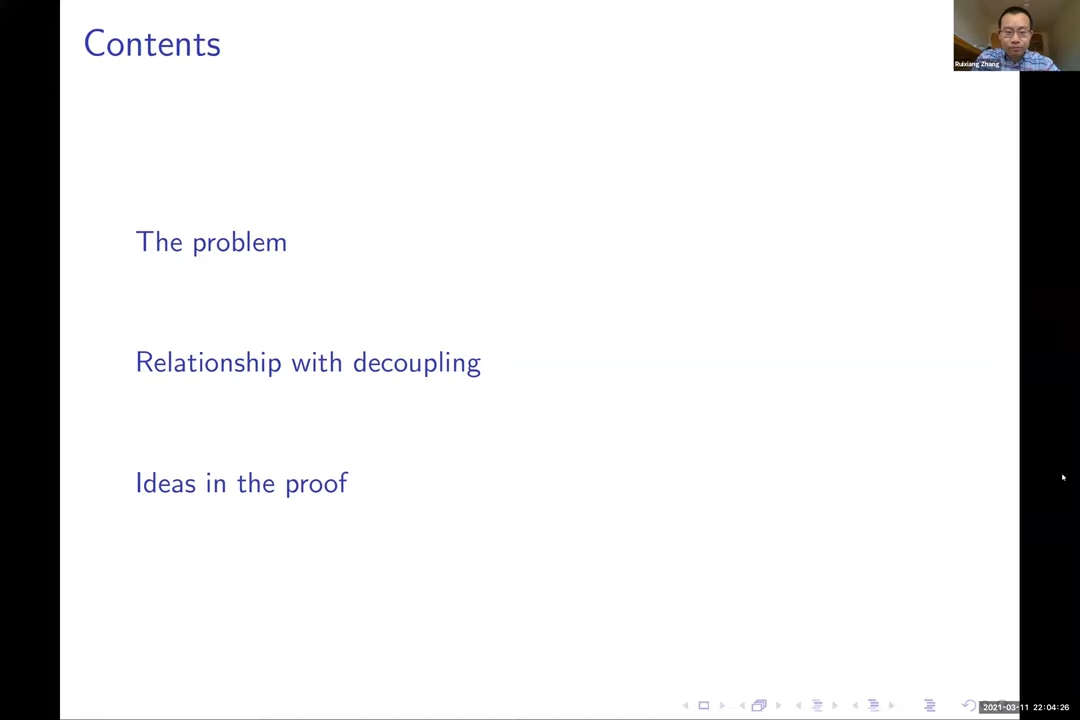 Contents
Ruixiang Zhang
The problem
Relationship with decoupling
Ideas in the proof
2021-03-11 22:04:26